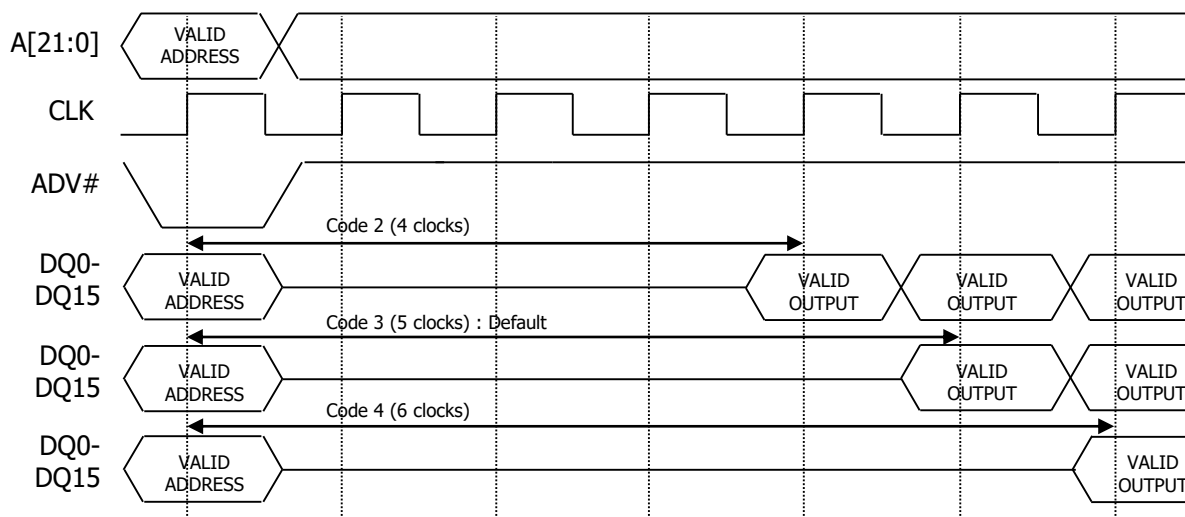 A[21:0]
VALID
ADDRESS
CLK
ADV#
Code 2 (4 clocks)
DQ0-
DQ15
VALID
ADDRESS
VALID
OUTPUT
VALID
OUTPUT
VALID
OUTPUT
Code 3 (5 clocks) : Default
DQ0-
DQ15
VALID
ADDRESS
VALID
OUTPUT
VALID
OUTPUT
Code 4 (6 clocks)
DQ0-
DQ15
VALID
ADDRESS
VALID
OUTPUT